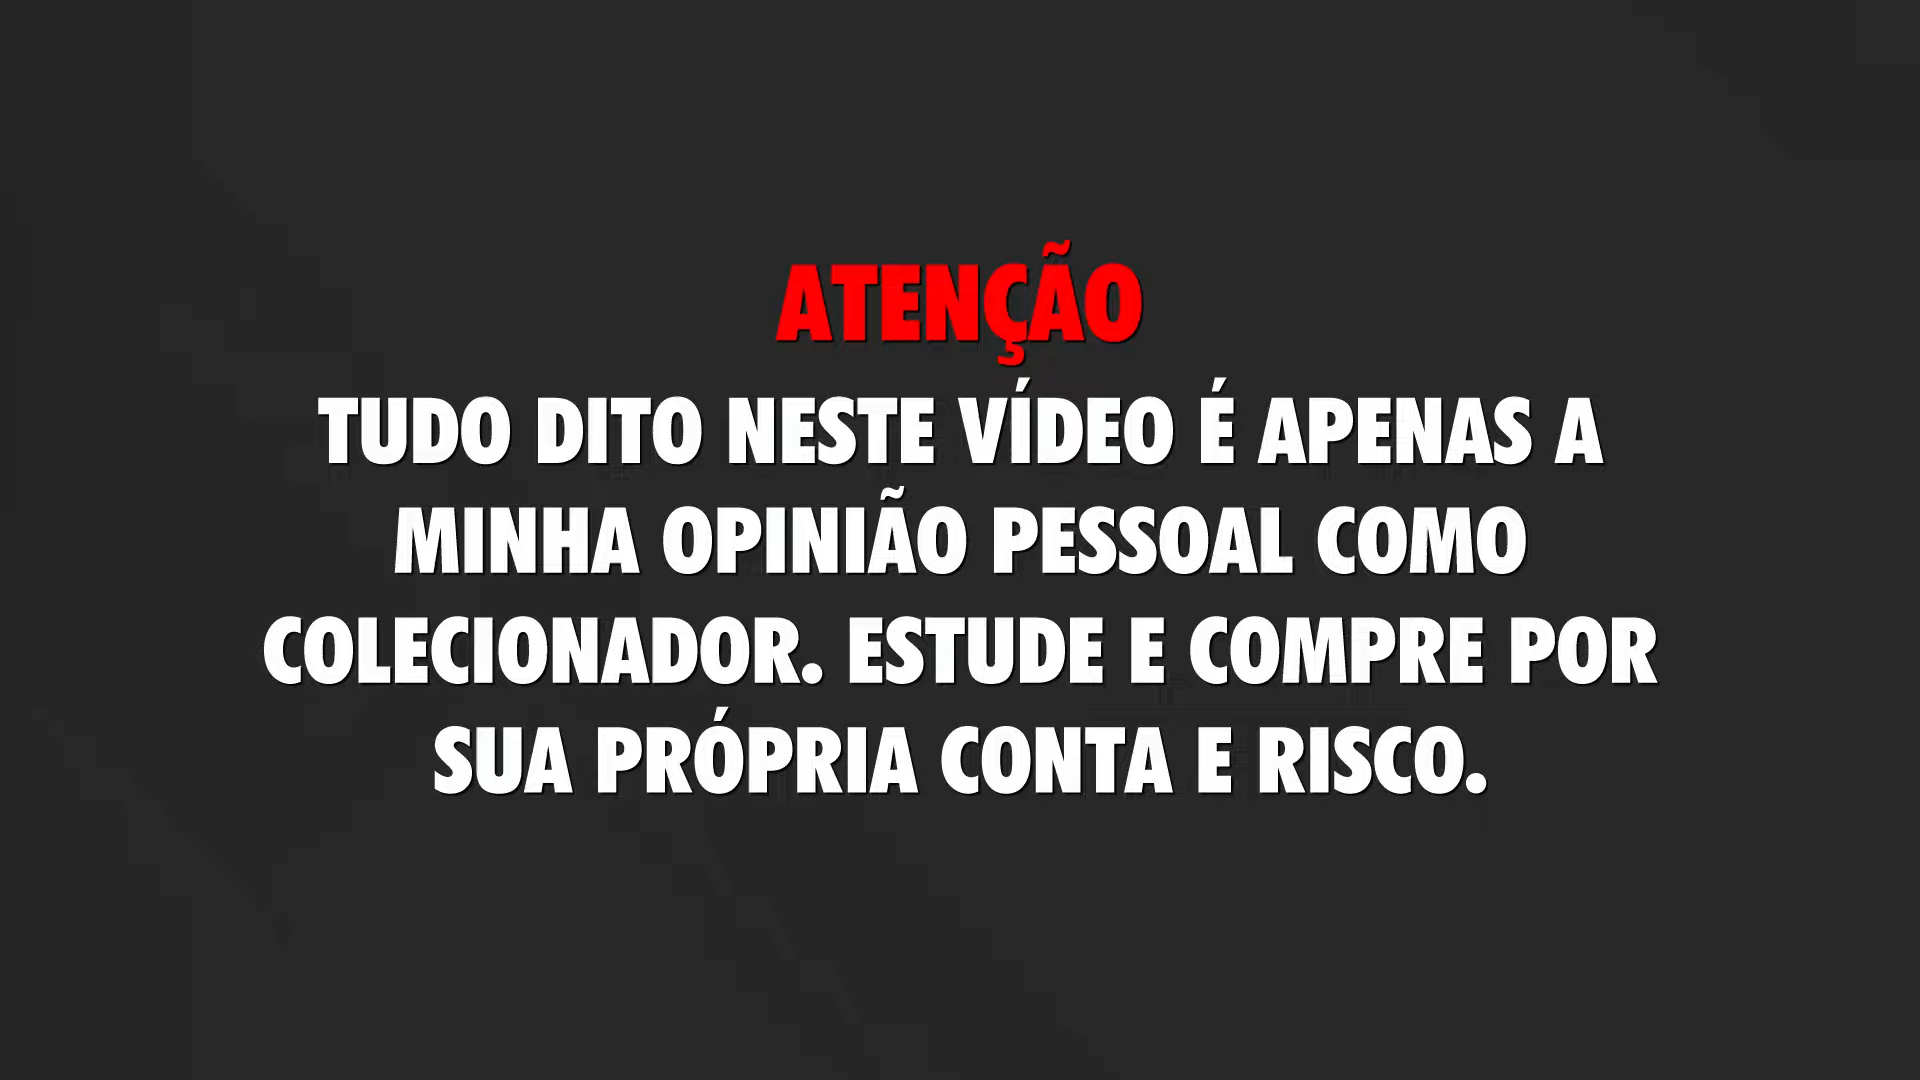 ATENÇÃO
TUDO DITO NESTE VÍDEO É APENAS A
MINHA OPINIÃO PESSOAL COMO
COLECIONADOR. ESTUDE E COMPRE POR
SUA PRÓPRIA CONTA E RISCO.